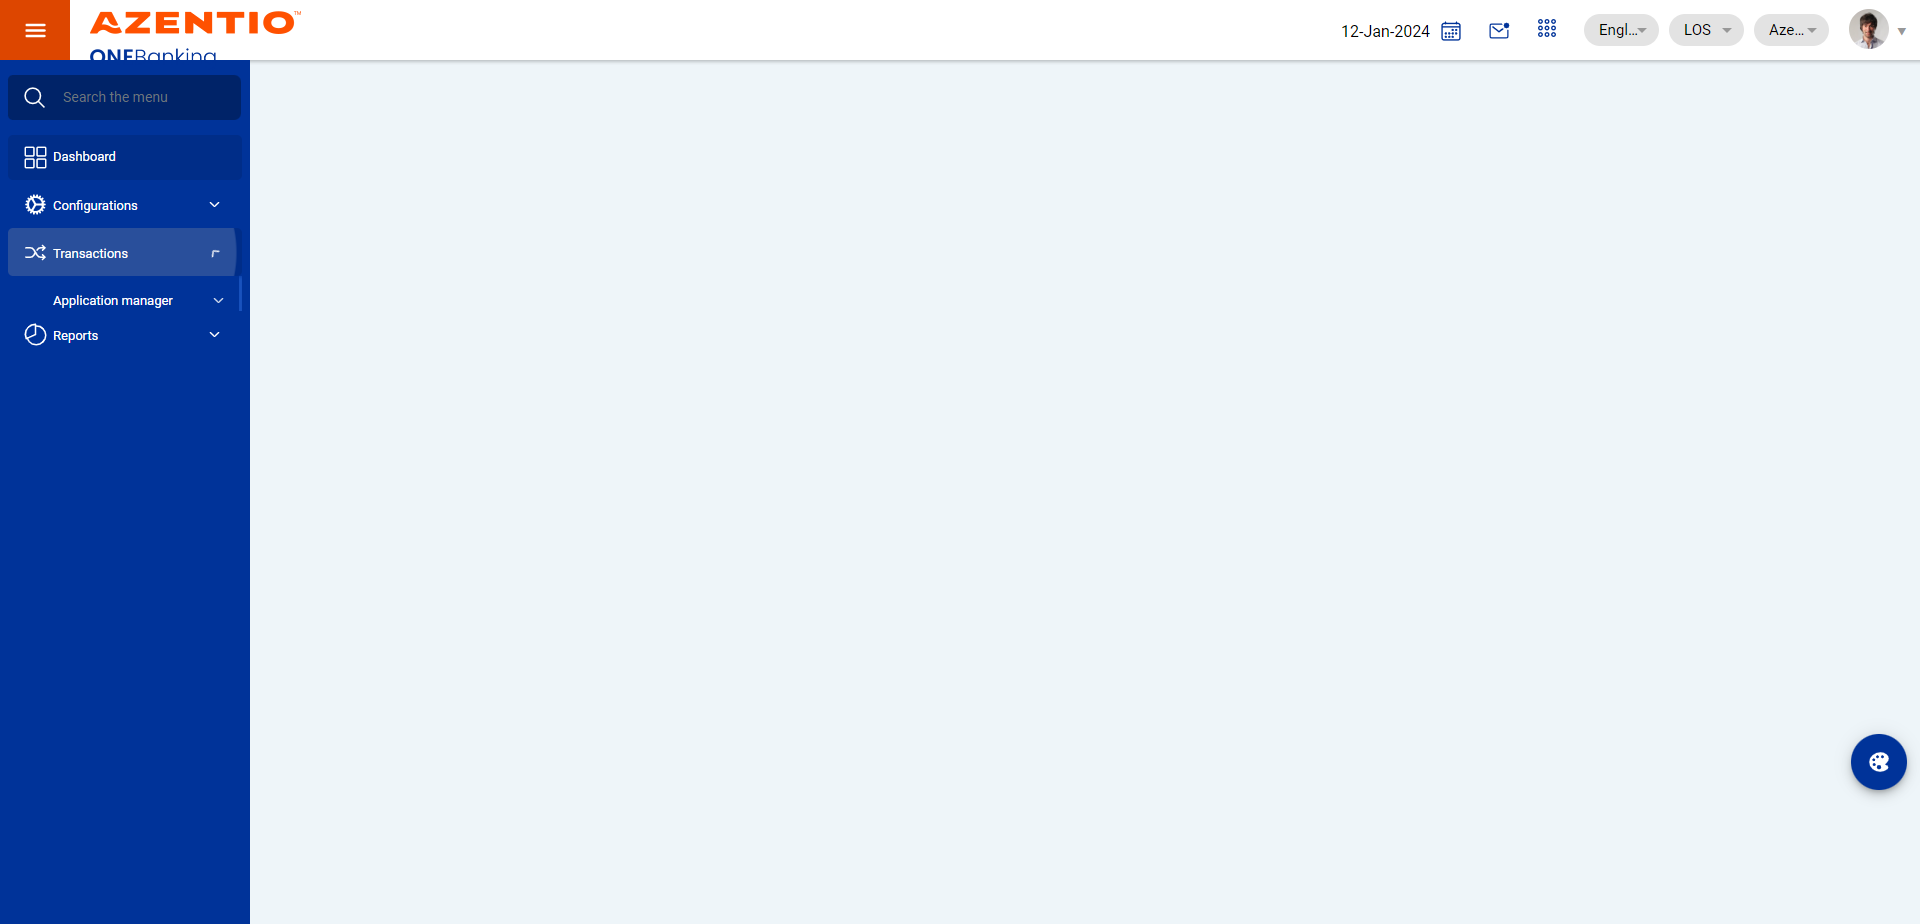 AZENTIO™
ONEBanking
12-Jan-2024
Engl...
LOS
Aze...
Search the menu
Dashboard
Configurations
Transactions
Application manager
Reports